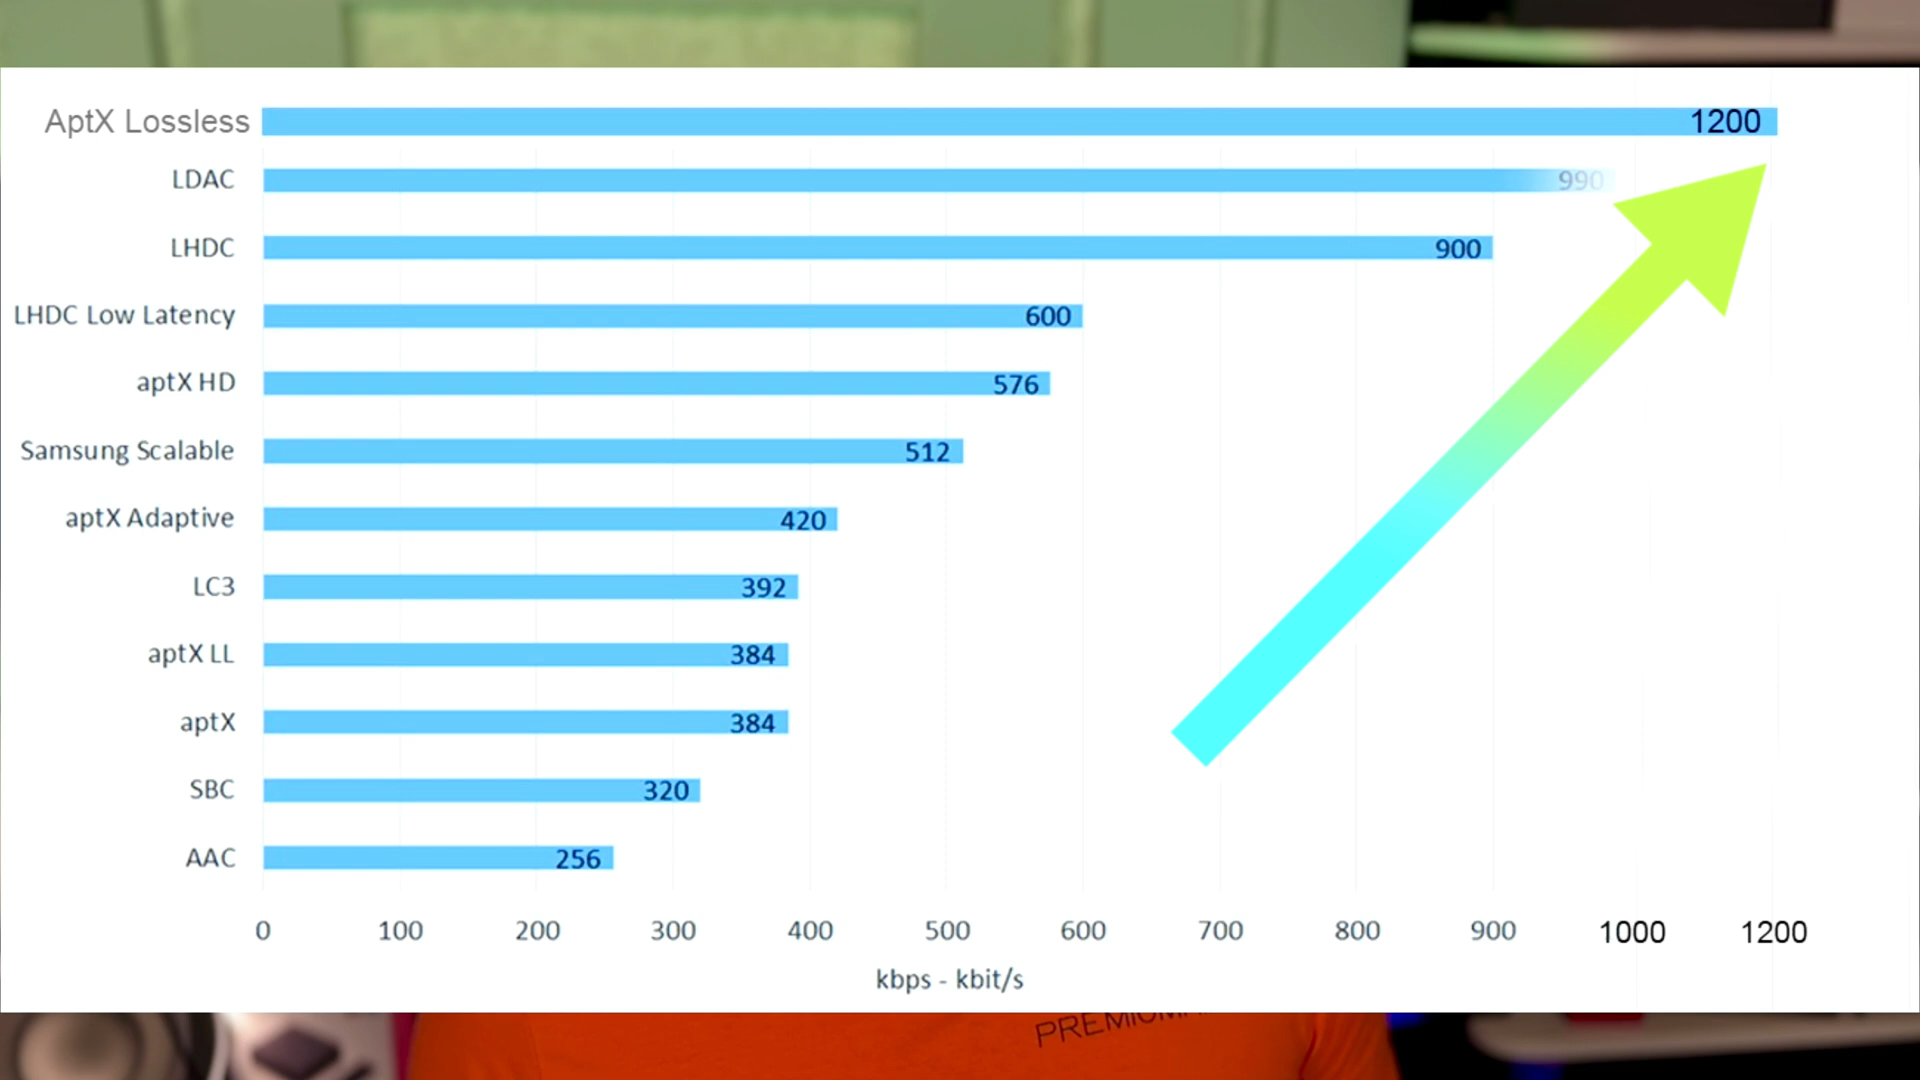 AptX Lossless 1200
LDAC 990
LHDC 900
LHDC Low Latency 600
aptX HD 576
Samsung Scalable 512
aptX Adaptive 420
LC3 392
aptX LL 384
aptX 384
SBC 320
AAC 256
0 100 200 300 400 500 600 700 800 900 1000 1200
kbps - kbit/s